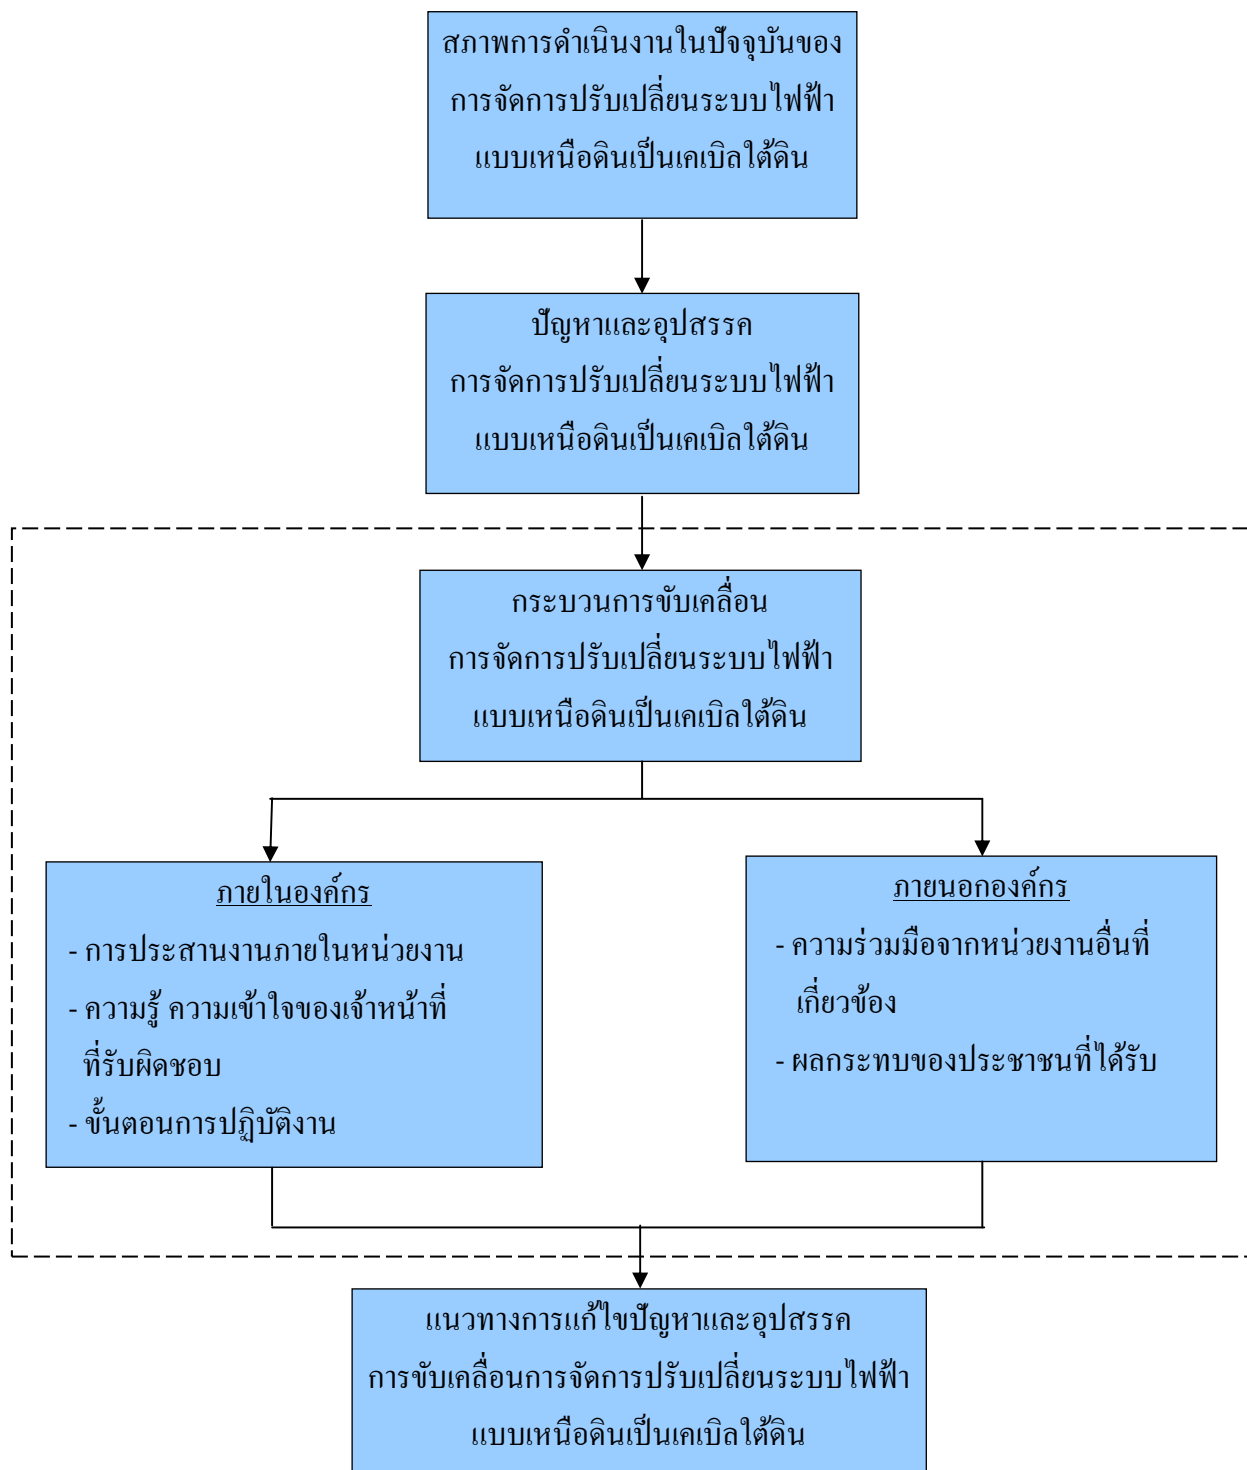 สภาพการดำเนินงานในปัจจุบันของ
การจัดการปรับเปลี่ยนระบบไฟฟ้า
แบบเหนือดินเป็นเคเบิลใต้ดิน
ปัญหาและอุปสรรค
การจัดการปรับเปลี่ยนระบบไฟฟ้า
แบบเหนือดินเป็นเคเบิลใต้ดิน
กระบวนการขับเคลื่อน
การจัดการปรับเปลี่ยนระบบไฟฟ้า
แบบเหนือดินเป็นเคเบิลใต้ดิน
ภายในองค์กร
- การประสานงานภายในหน่วยงาน
- ความรู้ ความเข้าใจของเจ้าหน้าที่
ที่รับผิดชอบ
- ขั้นตอนการปฏิบัติงาน
ภายนอกองค์กร
- ความร่วมมือจากหน่วยงานอื่นที่
เกี่ยวข้อง
- ผลกระทบของประชาชนที่ได้รับ
แนวทางการแก้ไขปัญหาและอุปสรรค
การขับเคลื่อนการจัดการปรับเปลี่ยนระบบไฟฟ้า
แบบเหนือดินเป็นเคเบิลใต้ดิน